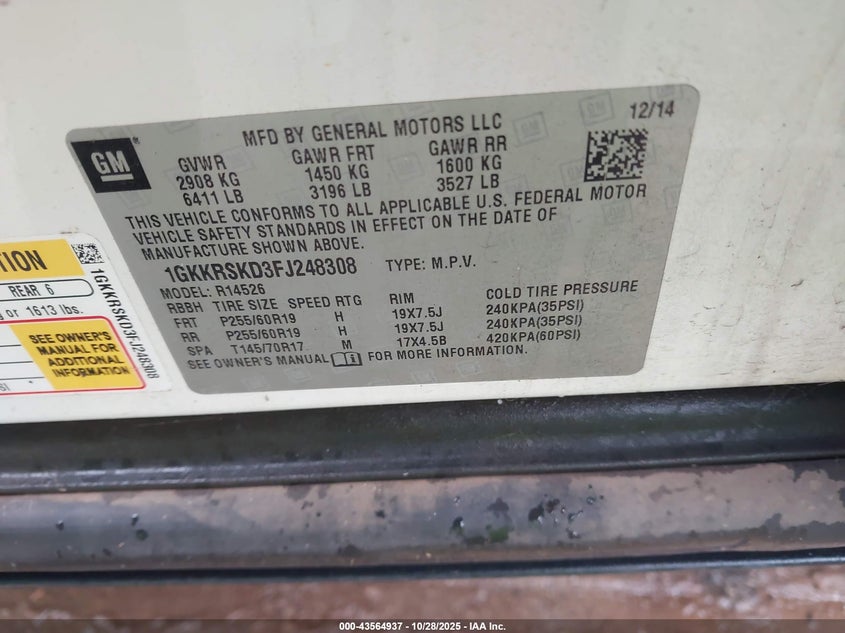 12/14
MFD BY GENERAL MOTORS LLC
GM
GVWR GAWR FRT GAWR RR
2908 KG 1450 KG 1600 KG
6411 LB 3196 LB 3527 LB
THIS VEHICLE CONFORMS TO ALL APPLICABLE U.S. FEDERAL MOTOR
VEHICLE SAFETY STANDARDS IN EFFECT ON THE DATE OF
MANUFACTURE SHOWN ABOVE.
1GKKRSKD3FJ248308 TYPE: M.P.V.
MODEL: R14526
RBBH TIRE SIZE SPEED RTG RIM COLD TIRE PRESSURE
FRT P255/60R19 H 19X7.5J 240KPA(35PSI)
RR P255/60R19 H 19X7.5J 240KPA(35PSI)
SPA T145/70R17 M 17X4.5B 420KPA(60PSI)
SEE OWNER'S MANUAL FOR MORE INFORMATION.
REAR 6
or 1613 lbs.
SEE OWNER'S
MANUAL FOR
ADDITIONAL
INFORMATION
1GKKRSKD3FJ248308
000-43564937 - 10/28/2025 - IAA Inc.
Copyright © 2025 IAA, Inc.